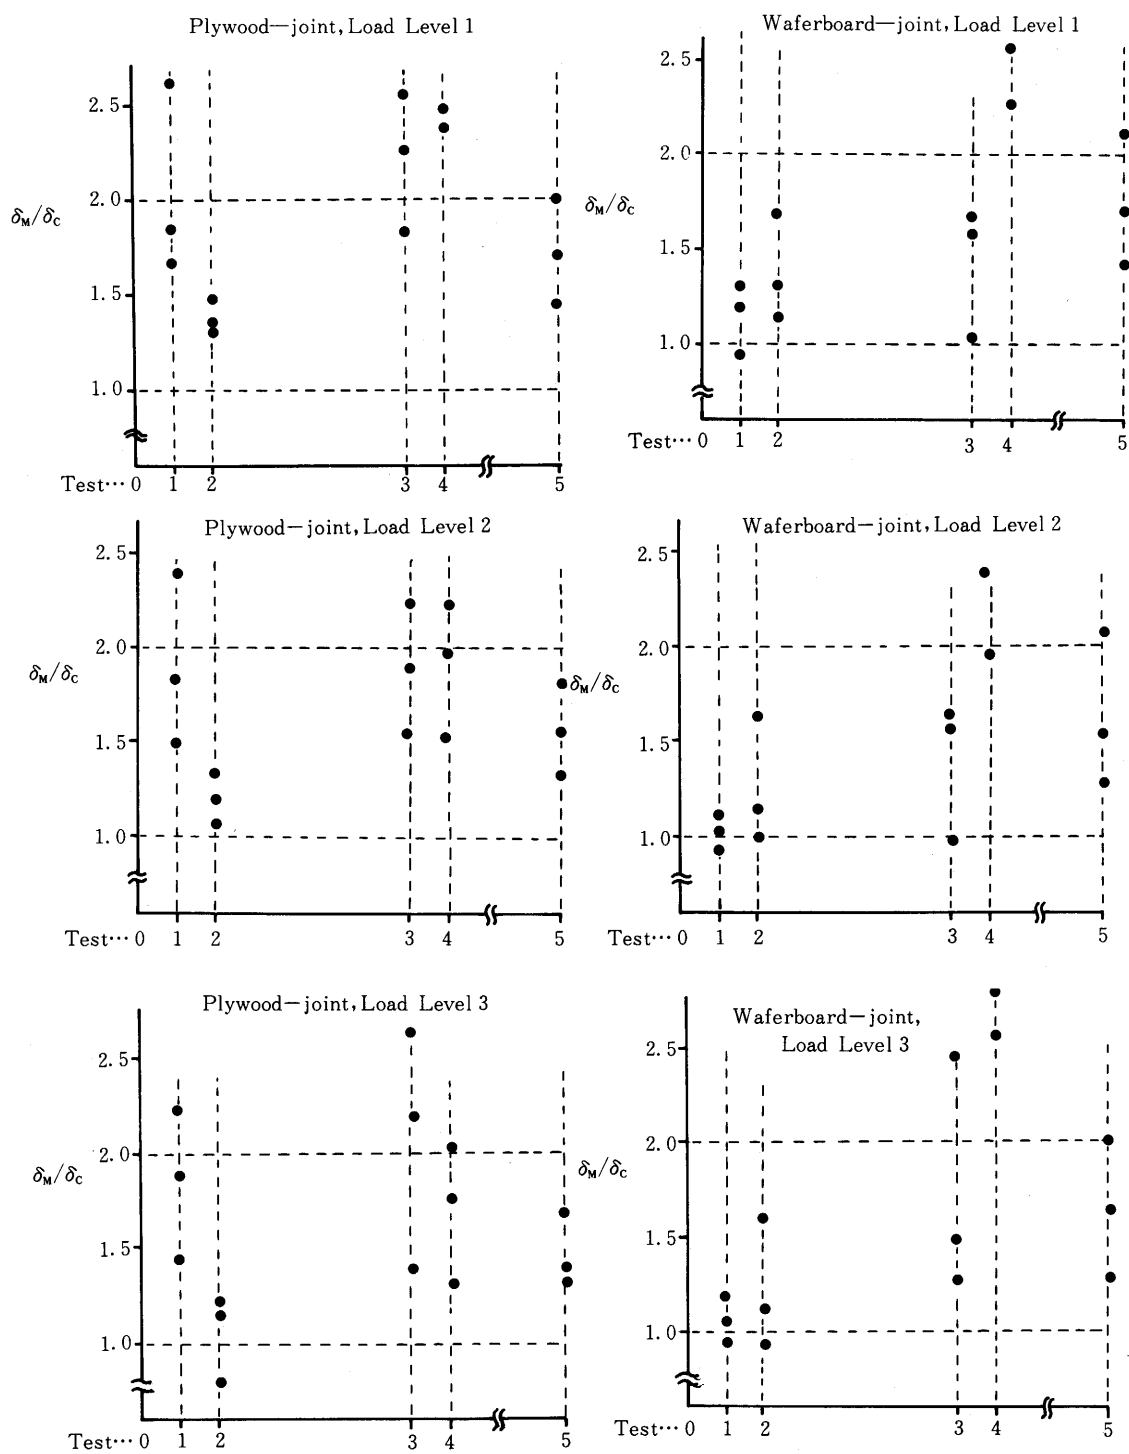 Plywood—joint, Load Level 1
2.5
2.0
δM/δC
1.5
1.0
Test… 0 1 2 3 4 5
Waferboard—joint, Load Level 1
2.5
2.0
δM/δC
1.5
1.0
Test… 0 1 2 3 4 5
Plywood—joint, Load Level 2
2.5
2.0
δM/δC
1.5
1.0
Test… 0 1 2 3 4 5
Waferboard—joint, Load Level 2
2.5
2.0
δM/δC
1.5
1.0
Test… 0 1 2 3 4 5
Plywood—joint, Load Level 3
2.5
2.0
δM/δC
1.5
1.0
Test… 0 1 2 3 4 5
Waferboard—joint,
Load Level 3
2.5
2.0
δM/δC
1.5
1.0
Test… 0 1 2 3 4 5